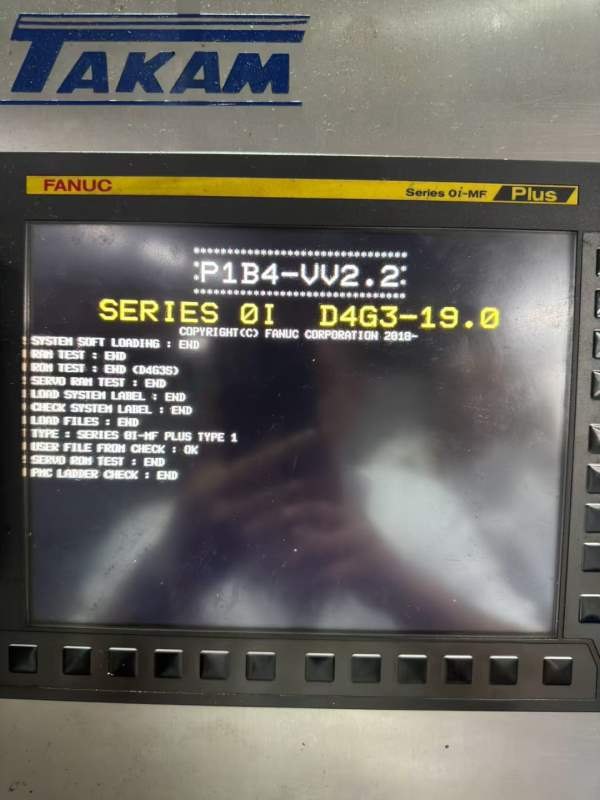 TAKAM
FANUC
Series 0i-MF Plus
P1B4-VV2.2
SERIES 0I D4G3-19.0
COPYRIGHT(C) FANUC CORPORATION 2018-
SYSTEM SOFT LOADING : END
RAM TEST : END
ROM TEST : END (D4G3S)
SERVO RAM TEST : END
LOAD SYSTEM LABEL : END
CHECK SYSTEM LABEL : END
LOAD FILES : END
TYPE : SERIES 0I-MF PLUS TYPE 1
USER FILE FROM CHECK : OK
SERVO ROM TEST : END
PMC LADDER CHECK : END